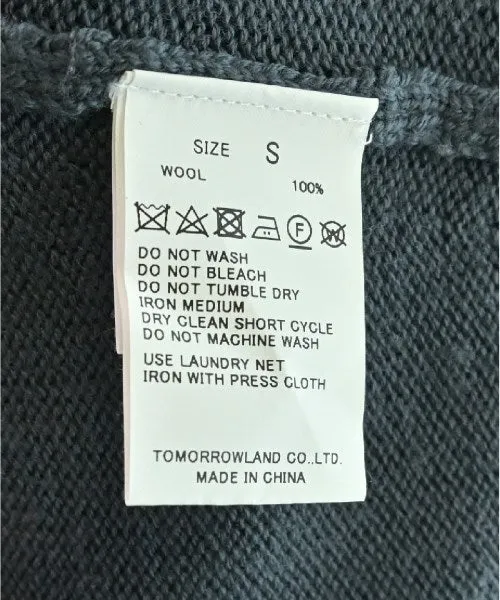 SIZE S
WOOL 100%
F W
DO NOT WASH
DO NOT BLEACH
DO NOT TUMBLE DRY
IRON MEDIUM
DRY CLEAN SHORT CYCLE
DO NOT MACHINE WASH
USE LAUNDRY NET
IRON WITH PRESS CLOTH
TOMORROWLAND CO.,LTD.
MADE IN CHINA